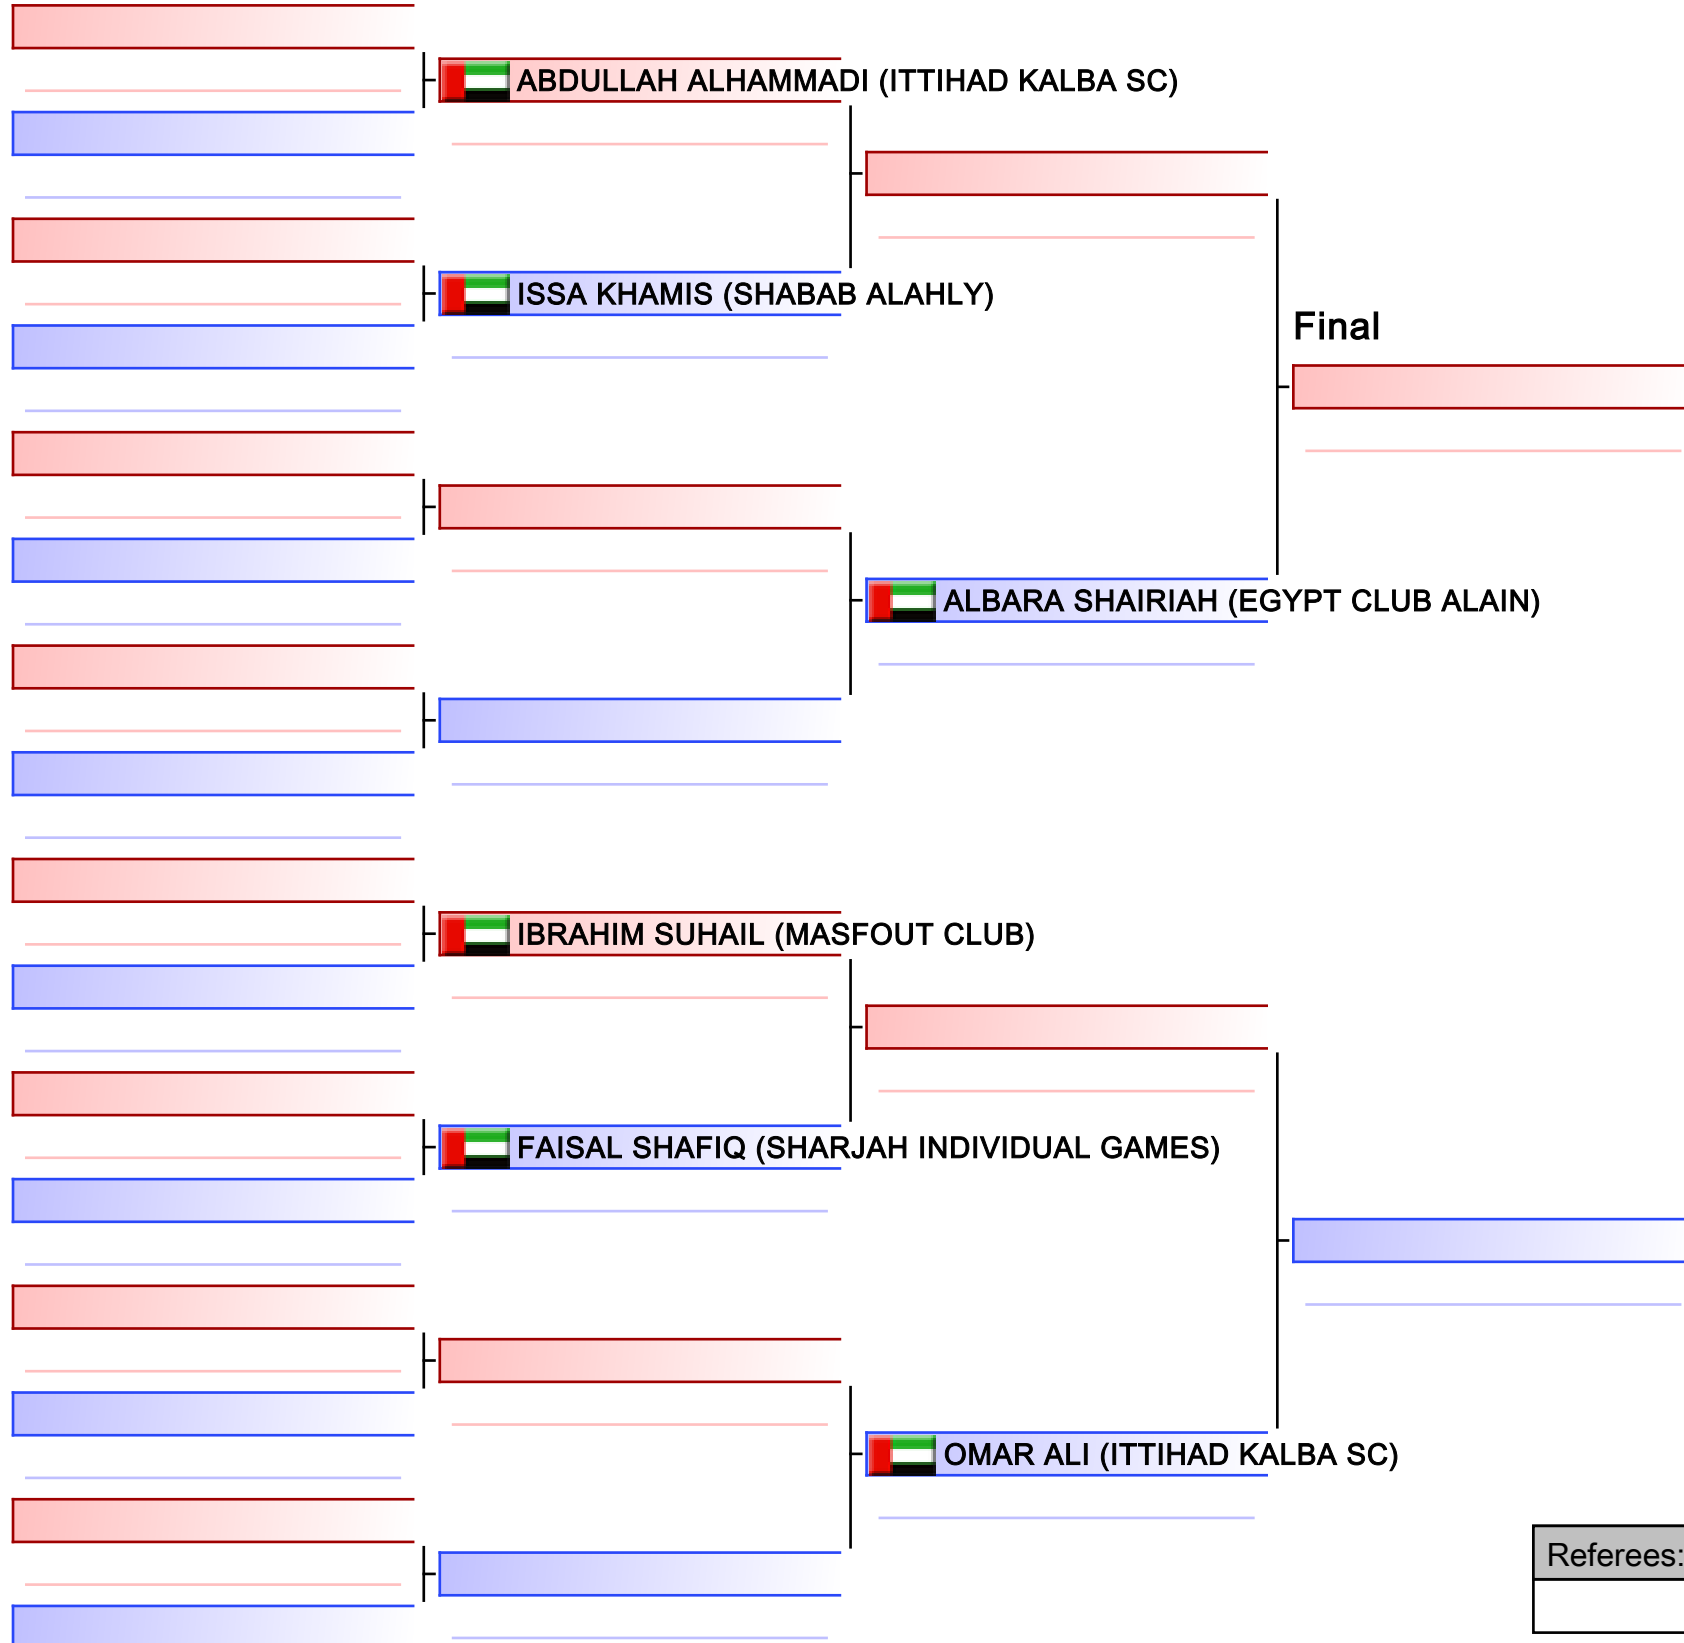 ABDULLAH ALHAMMADI (ITTIHAD KALBA SC)
ISSA KHAMIS (SHABAB ALAHLY)
Final
ALBARA SHAIRIAH (EGYPT CLUB ALAIN)
IBRAHIM SUHAIL (MASFOUT CLUB)
FAISAL SHAFIQ (SHARJAH INDIVIDUAL GAMES)
OMAR ALI (ITTIHAD KALBA SC)
Referees: